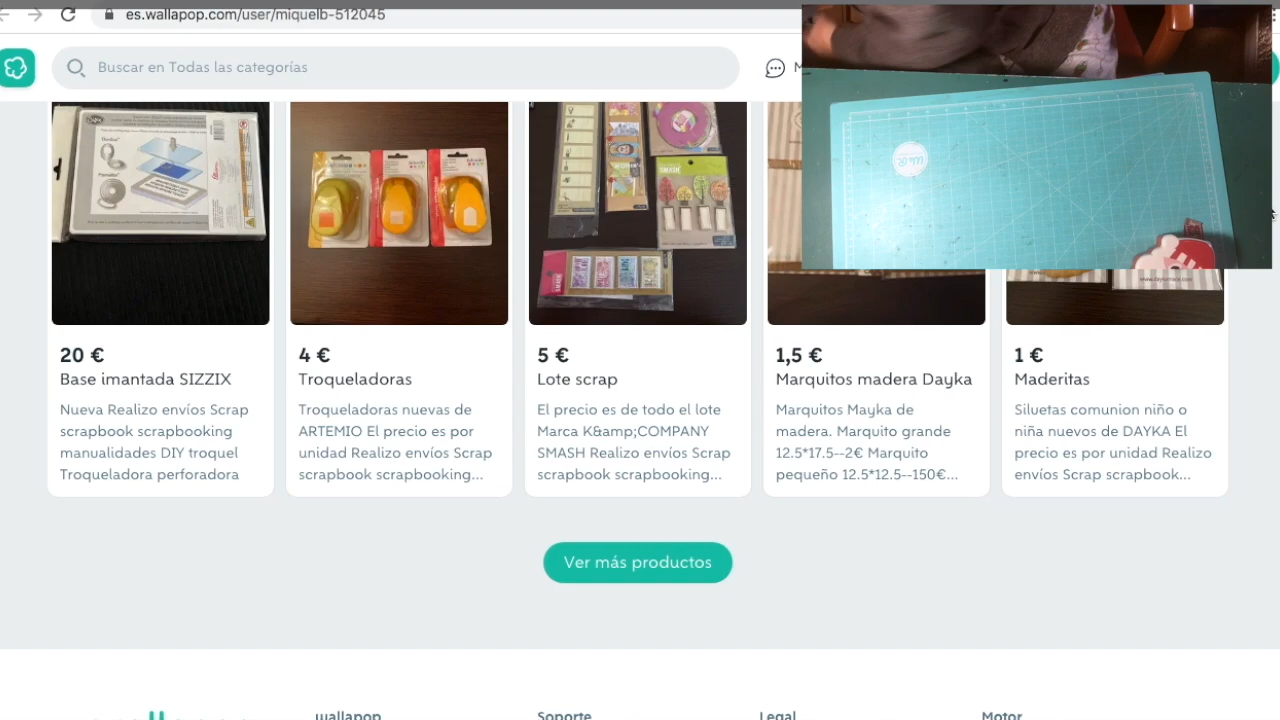 es.wallapop.com/user/miquelb-512045
Buscar en Todas las categorías
M
SMASH
20 €
Base imantada SIZZIX
Nueva Realizo envíos Scrap
scrapbook scrapbooking
manualidades DIY troquel
Troqueladora perforadora
4 €
Troqueladoras
Troqueladoras nuevas de
ARTEMIO El precio es por
unidad Realizo envíos Scrap
scrapbook scrapbooking...
5 €
Lote scrap
El precio es de todo el lote
Marca K&amp;COMPANY
SMASH Realizo envíos Scrap
scrapbook scrapbooking...
1,5 €
Marquitos madera Dayka
Marquitos Mayka de
madera. Marquito grande
12.5*17.5--2€ Marquito
pequeño 12.5*12.5--150€...
1 €
Maderitas
Siluetas comunion niño o
niña nuevos de DAYKA El
precio es por unidad Realizo
envíos Scrap scrapbook...
Ver más productos
wallapop
Soporte
Legal
Motor